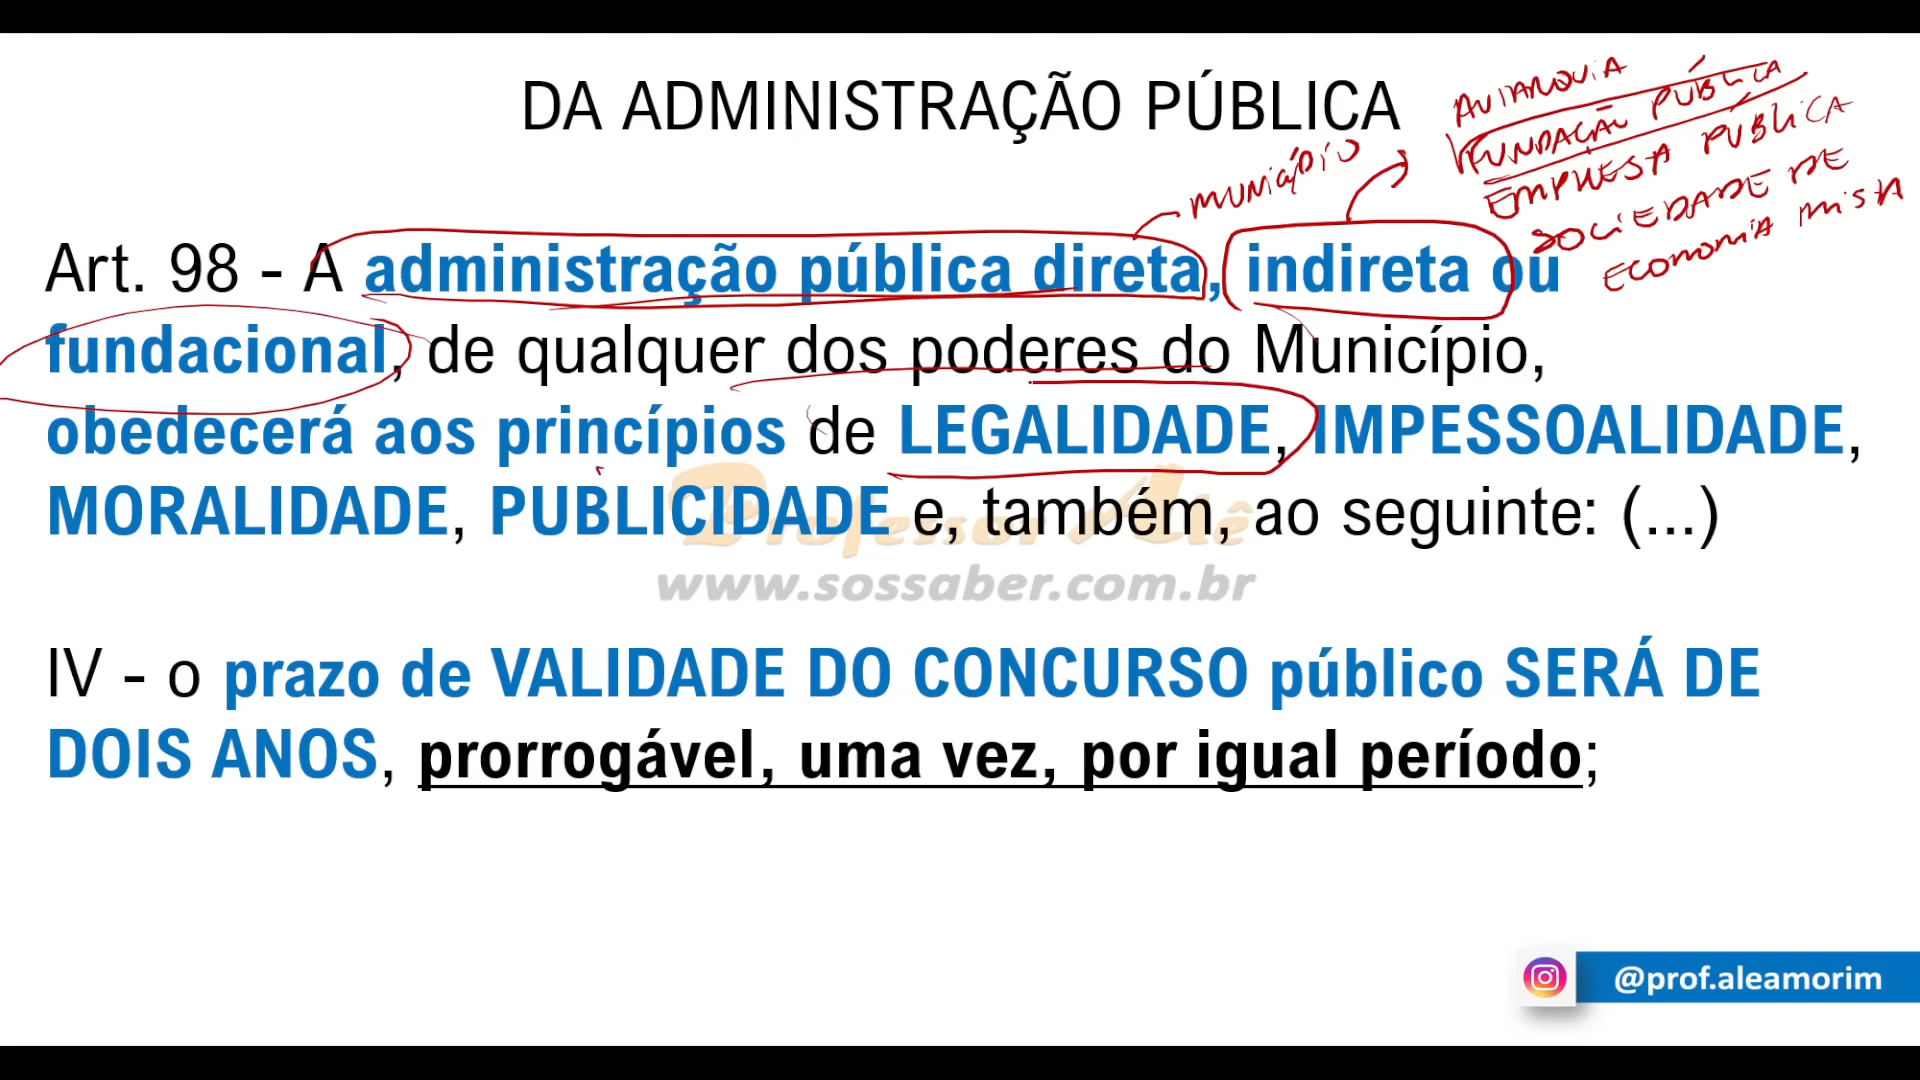 DA ADMINISTRAÇÃO PÚBLICA
AUTARQUIA
FUNDAÇÃO PÚBLICA
EMPRESA PÚBLICA
SOCIEDADE DE
ECONOMIA MISTA
MUNICÍPIO
Art. 98 - A administração pública direta, indireta ou
fundacional, de qualquer dos poderes do Município,
obedecerá aos princípios de LEGALIDADE, IMPESSOALIDADE,
MORALIDADE, PUBLICIDADE e, também, ao seguinte: (...)
Professor Alê
www.sossaber.com.br
IV - o prazo de VALIDADE DO CONCURSO público SERÁ DE
DOIS ANOS, prorrogável, uma vez, por igual período;
@prof.aleamorim